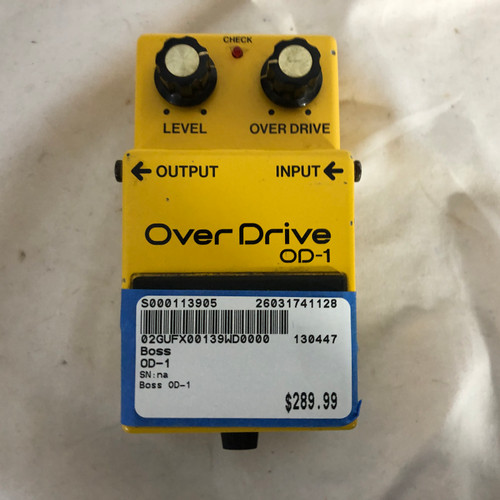 CHECK
LEVEL OVER DRIVE
←OUTPUT INPUT←
Over Drive
OD-1
S000113905 26031741128
02GUFX00139WD0000 130447
Boss
OD-1
SN:na
Boss OD-1
$289.99